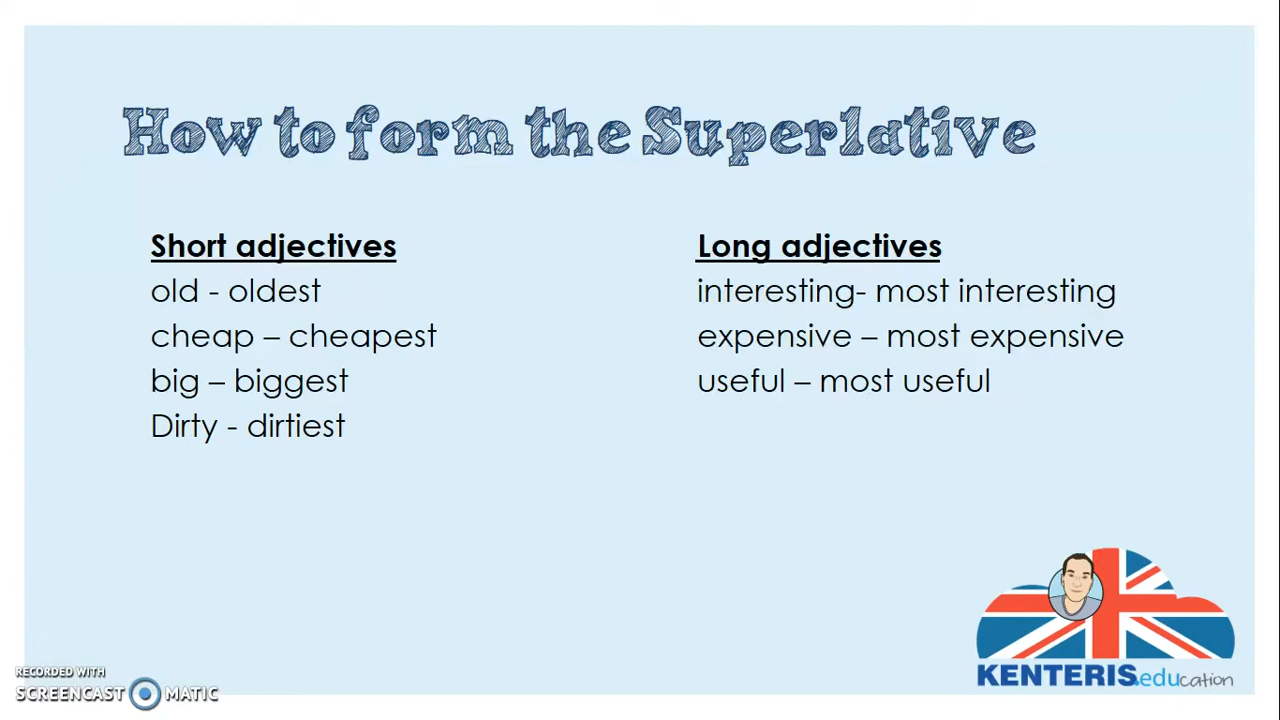 How to form the Superlative
Short adjectives
old - oldest
cheap – cheapest
big – biggest
Dirty - dirtiest
Long adjectives
interesting- most interesting
expensive – most expensive
useful – most useful
KENTERIS.education
RECORDED WITH
SCREENCAST MATIC